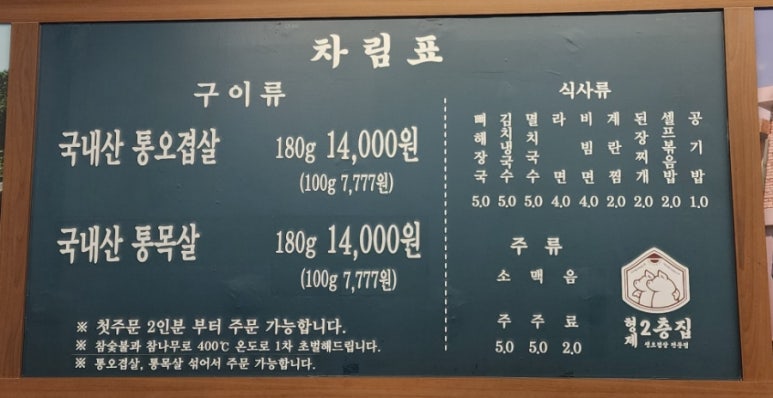 차림표
구이류
국내산 통오겹살 180g 14,000원
(100g 7,777원)
국내산 통목살 180g 14,000원
(100g 7,777원)
※ 첫주문 2인분 부터 주문 가능합니다.
※ 참숯불과 참나무로 400℃ 온도로 1차 초벌해드립니다.
※ 통오겹살, 통목살 섞어서 주문 가능합니다.
식사류
뼈해장국 5.0
김치냉국수 5.0
멸치국수 5.0
라면 4.0
비빔면 4.0
계란찜 2.0
된장찌개 2.0
셀프볶음밥 2.0
공기밥 1.0
주류
소주 5.0
맥주 5.0
음료 2.0
형제
2층집